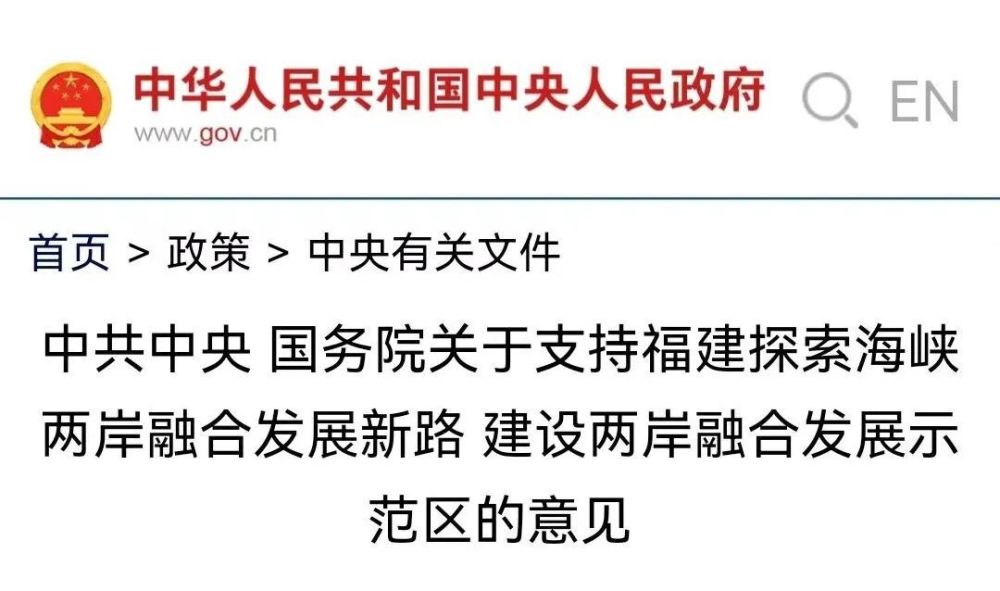 中华人民共和国中央人民政府
www.gov.cn
EN
首页 > 政策 > 中央有关文件
中共中央 国务院关于支持福建探索海峡
两岸融合发展新路 建设两岸融合发展示
范区的意见